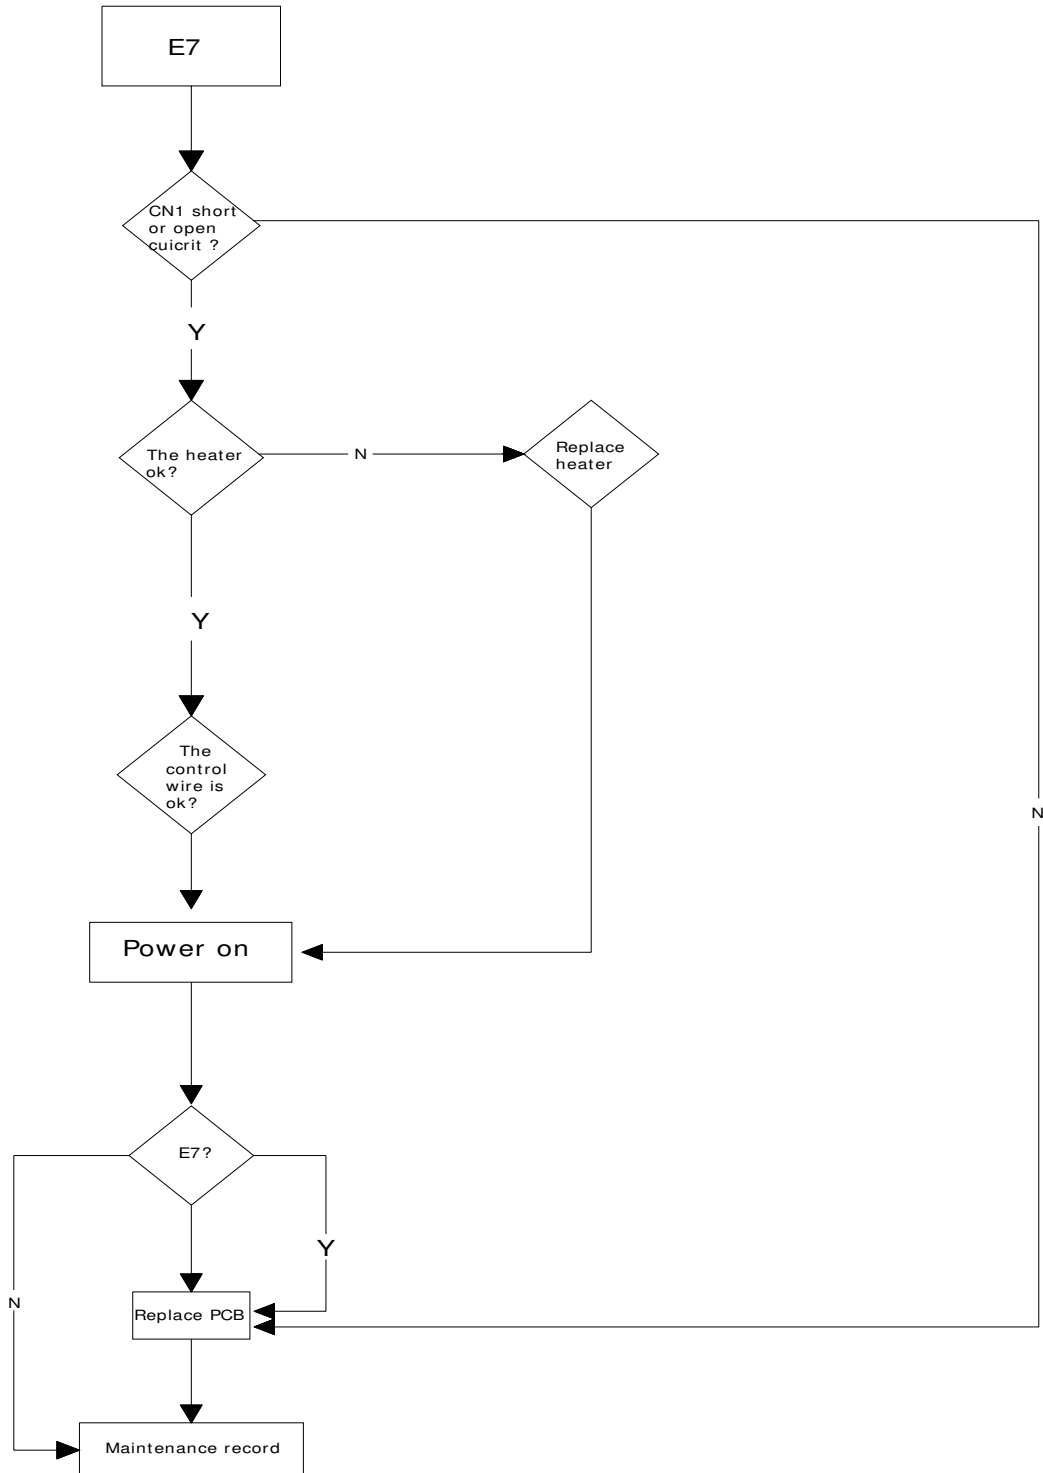 E7
CN1 short
or open
cuicrit ?
Y
The heater
ok?
N
Replace
heater
Y
The
control
wire is
ok?
N
Power on
E7?
Y
N
Replace PCB
Maintenance record